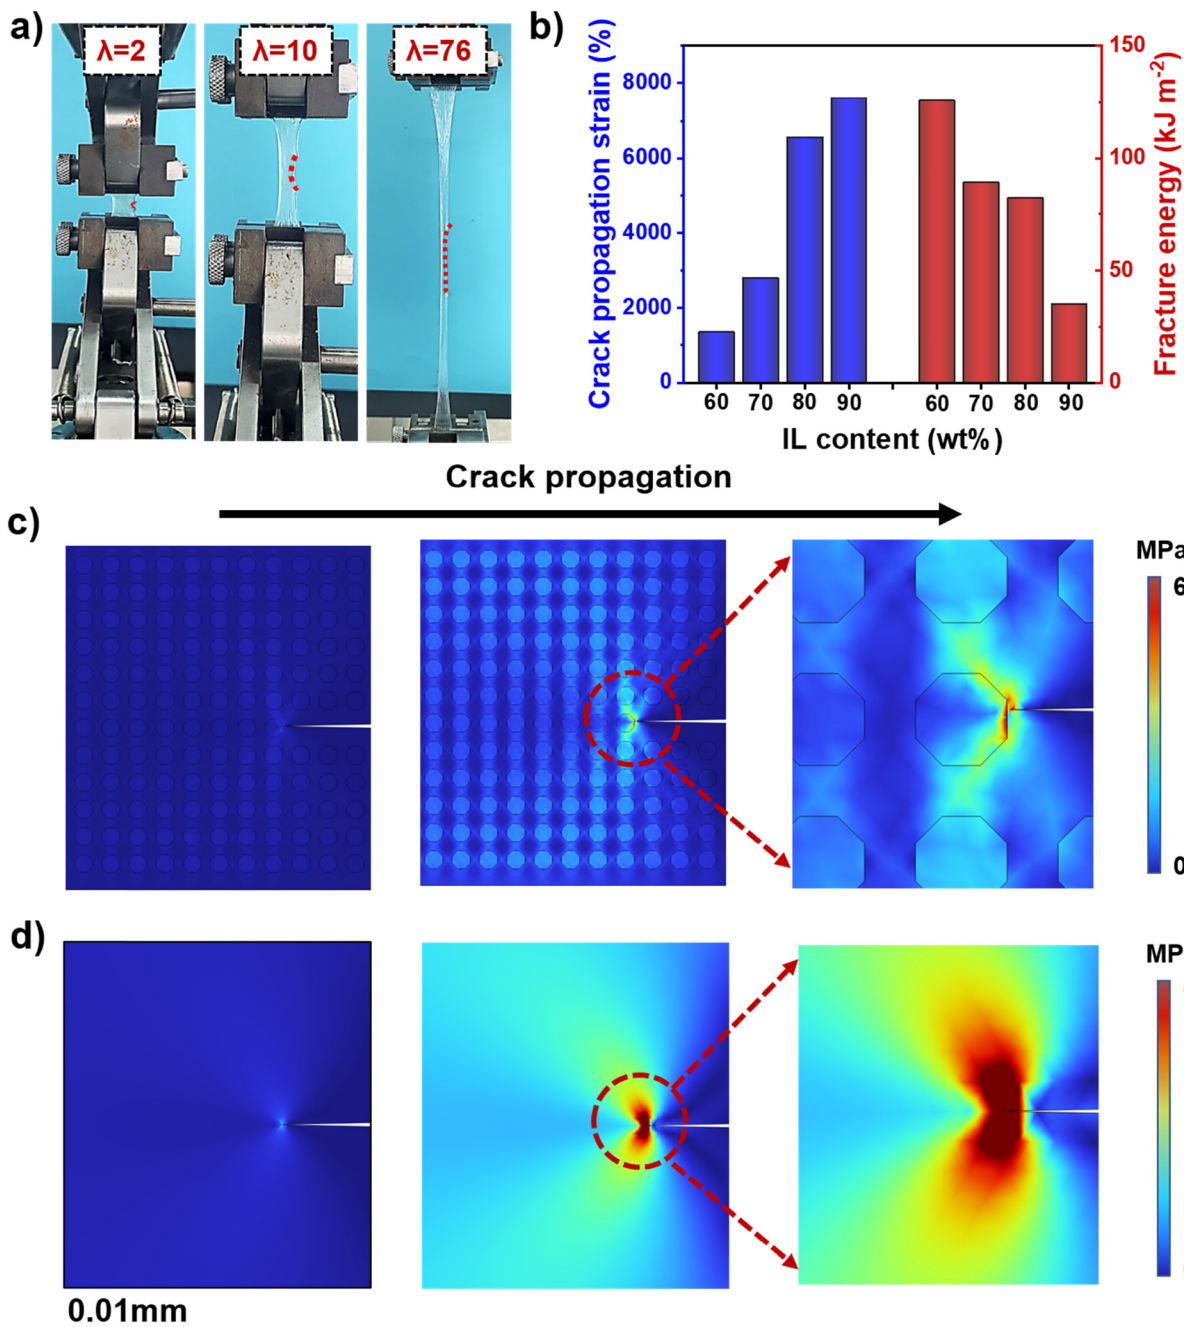 a)
λ=2
λ=10
λ=76
b)
Crack propagation strain (%)
8000
6000
4000
2000
0
60 70 80 90 60 70 80 90
IL content (wt%)
150
100
50
0
Fracture energy (kJ m⁻²)
Crack propagation
c)
MPa
6
0
d)
MP
0.01mm